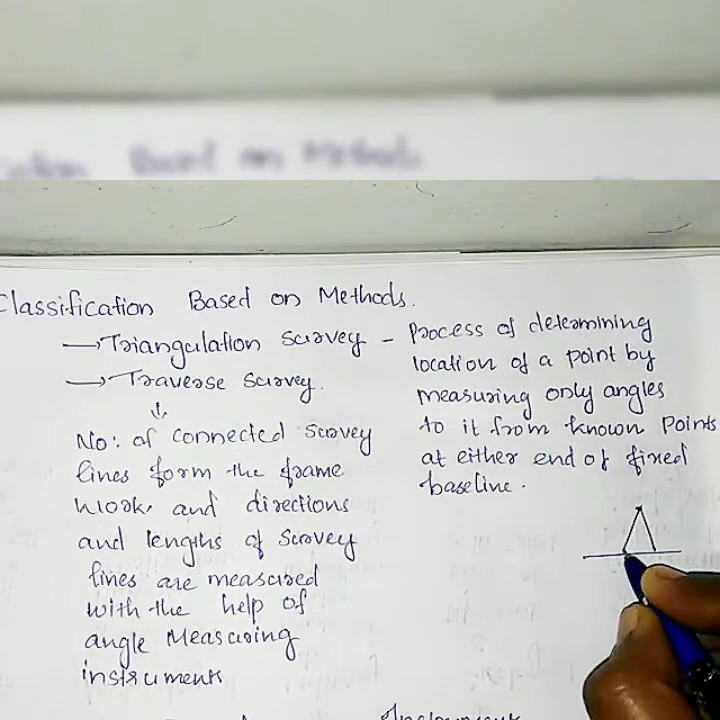 Classification Based on Methods.
→ Triangulation survey - Process of determining
location of a point by
measuring only angles
to it from known points
at either end of fixed
baseline.
→ Traverse survey.
No: of connected survey
lines form the frame
work, and directions
and lengths of survey
lines are measured
with the help of
angle measuring
instruments